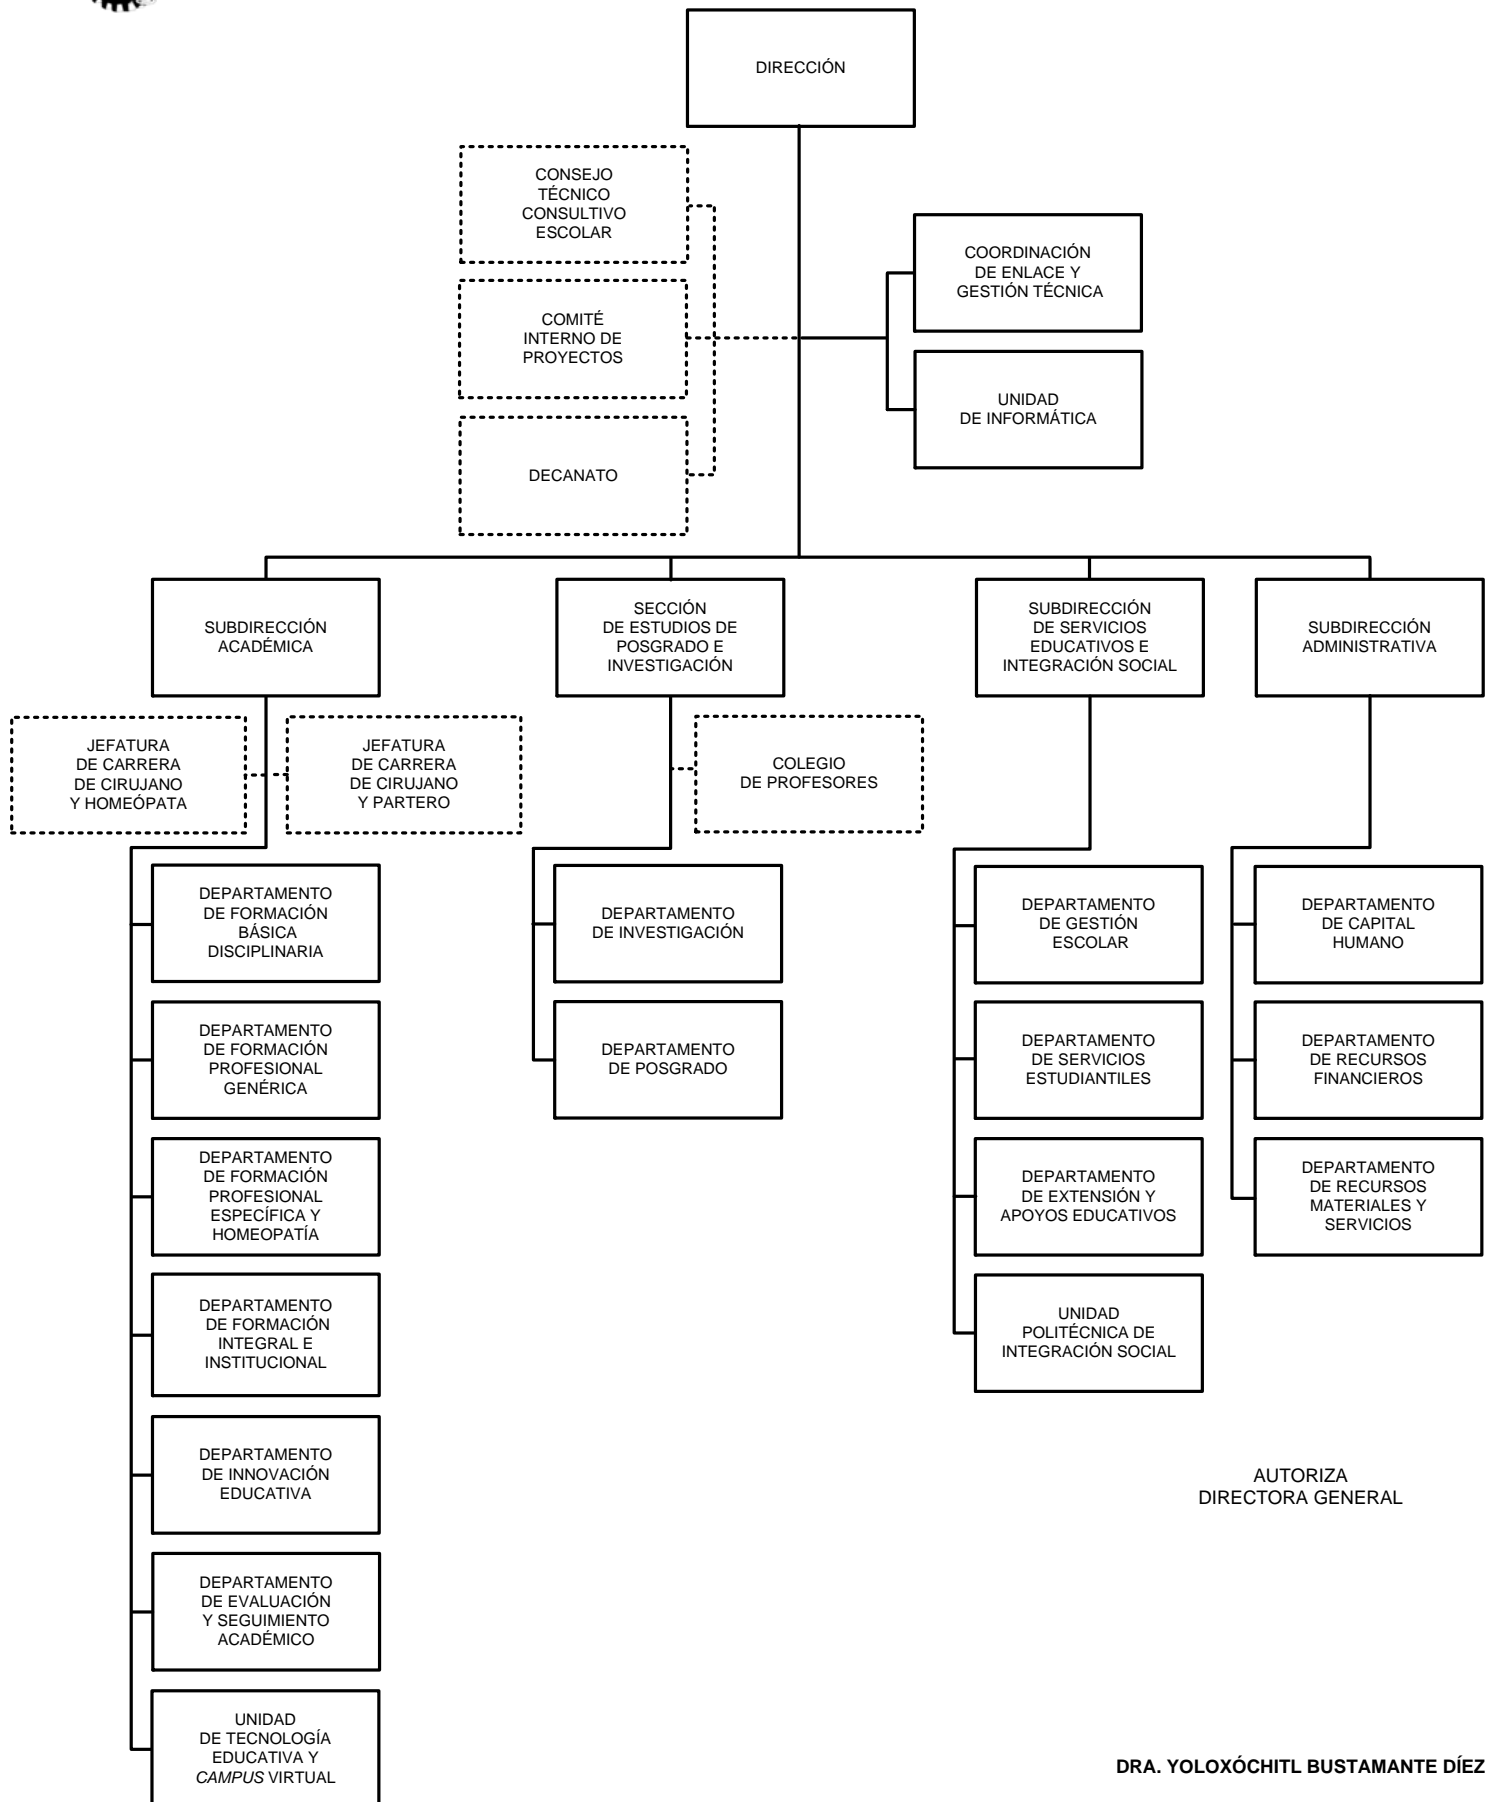 DIRECCIÓN
CONSEJO
TÉCNICO
CONSULTIVO
ESCOLAR
COORDINACIÓN
DE ENLACE Y
GESTIÓN TÉCNICA
COMITÉ
INTERNO DE
PROYECTOS
UNIDAD
DE INFORMÁTICA
DECANATO
SUBDIRECCIÓN
ACADÉMICA
SECCIÓN
DE ESTUDIOS DE
POSGRADO E
INVESTIGACIÓN
SUBDIRECCIÓN
DE SERVICIOS
EDUCATIVOS E
INTEGRACIÓN SOCIAL
SUBDIRECCIÓN
ADMINISTRATIVA
JEFATURA
DE CARRERA
DE CIRUJANO
Y HOMEÓPATA
JEFATURA
DE CARRERA
DE CIRUJANO
Y PARTERO
COLEGIO
DE PROFESORES
DEPARTAMENTO
DE FORMACIÓN
BÁSICA
DISCIPLINARIA
DEPARTAMENTO
DE INVESTIGACIÓN
DEPARTAMENTO
DE GESTIÓN
ESCOLAR
DEPARTAMENTO
DE CAPITAL
HUMANO
DEPARTAMENTO
DE FORMACIÓN
PROFESIONAL
GENÉRICA
DEPARTAMENTO
DE POSGRADO
DEPARTAMENTO
DE SERVICIOS
ESTUDIANTILES
DEPARTAMENTO
DE RECURSOS
FINANCIEROS
DEPARTAMENTO
DE FORMACIÓN
PROFESIONAL
ESPECÍFICA Y
HOMEOPATÍA
DEPARTAMENTO
DE EXTENSIÓN Y
APOYOS EDUCATIVOS
DEPARTAMENTO
DE RECURSOS
MATERIALES Y
SERVICIOS
DEPARTAMENTO
DE FORMACIÓN
INTEGRAL E
INSTITUCIONAL
UNIDAD
POLITÉCNICA DE
INTEGRACIÓN SOCIAL
DEPARTAMENTO
DE INNOVACIÓN
EDUCATIVA
AUTORIZA
DIRECTORA GENERAL
DEPARTAMENTO
DE EVALUACIÓN
Y SEGUIMIENTO
ACADÉMICO
UNIDAD
DE TECNOLOGÍA
EDUCATIVA Y
CAMPUS VIRTUAL
DRA. YOLOXÓCHITL BUSTAMANTE DÍEZ